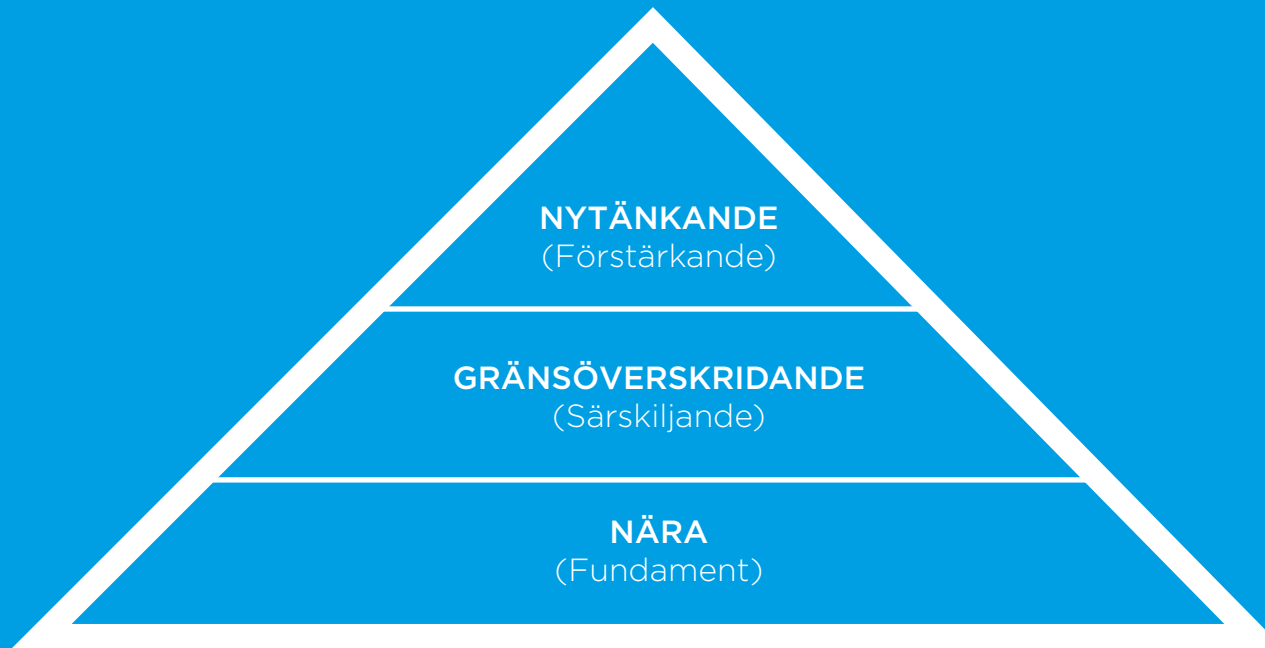 NYTÄNKANDE
(Förstärkande)
GRÄNSÖVERSKRIDANDE
(Särskiljande)
NÄRA
(Fundament)